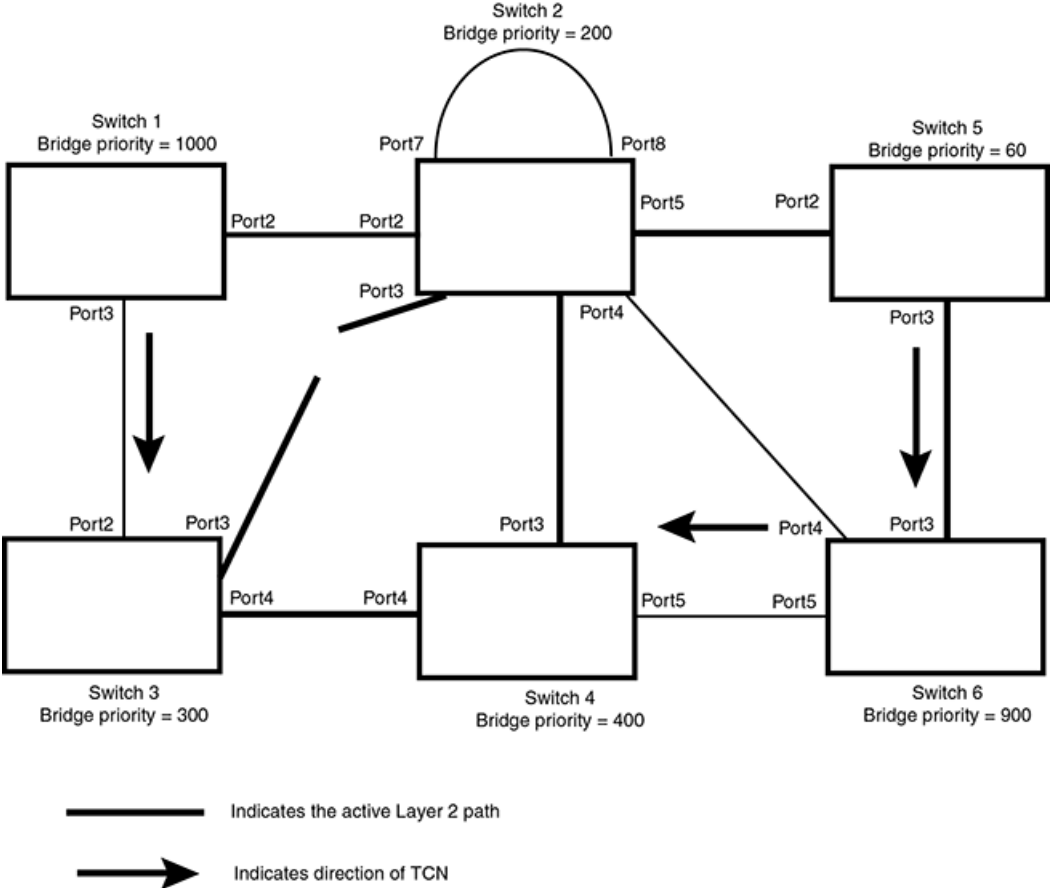 Switch 2
Bridge priority = 200
Switch 1
Bridge priority = 1000
Switch 5
Bridge priority = 60
Port7
Port8
Port2
Port2
Port5
Port2
Port3
Port3
Port4
Port3
Port2
Port3
Port3
Port4
Port3
Port4
Port4
Port5
Port5
Switch 3
Bridge priority = 300
Switch 4
Bridge priority = 400
Switch 6
Bridge priority = 900
Indicates the active Layer 2 path
Indicates direction of TCN